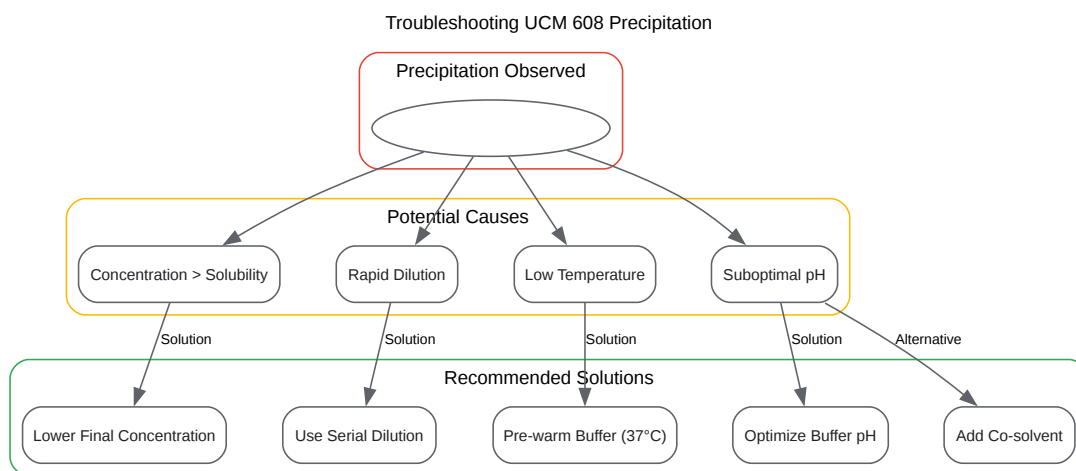 Troubleshooting UCM 608 Precipitation
Precipitation Observed
Potential Causes
Concentration > Solubility
Rapid Dilution
Low Temperature
Suboptimal pH
Solution
Solution
Solution
Solution
Alternative
Recommended Solutions
Lower Final Concentration
Use Serial Dilution
Pre-warm Buffer (37°C)
Optimize Buffer pH
Add Co-solvent